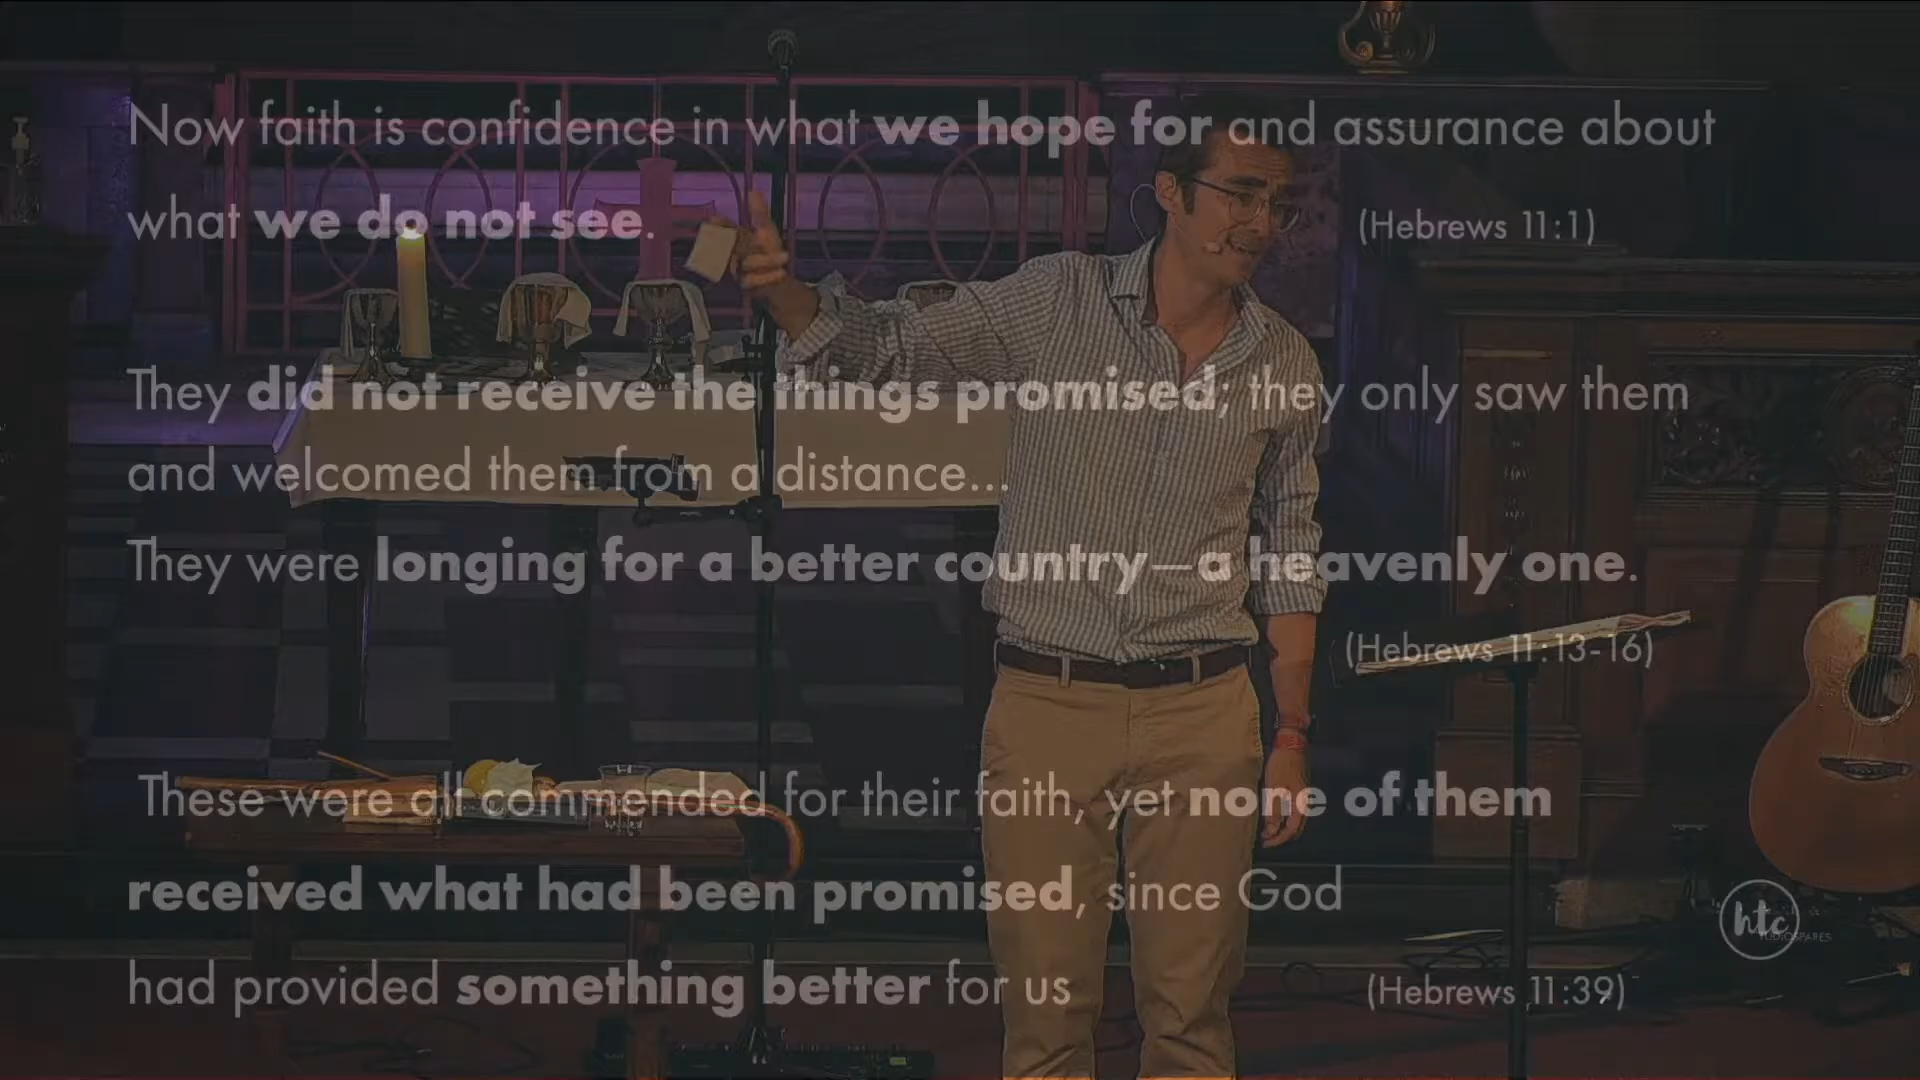 Now faith is confidence in what we hope for and assurance about
what we do not see.
(Hebrews 11:1)
They did not receive the things promised; they only saw them
and welcomed them from a distance...
They were longing for a better country—a heavenly one.
(Hebrews 11:13-16)
These were all commended for their faith, yet none of them
received what had been promised, since God
had provided something better for us
(Hebrews 11:39)
htc